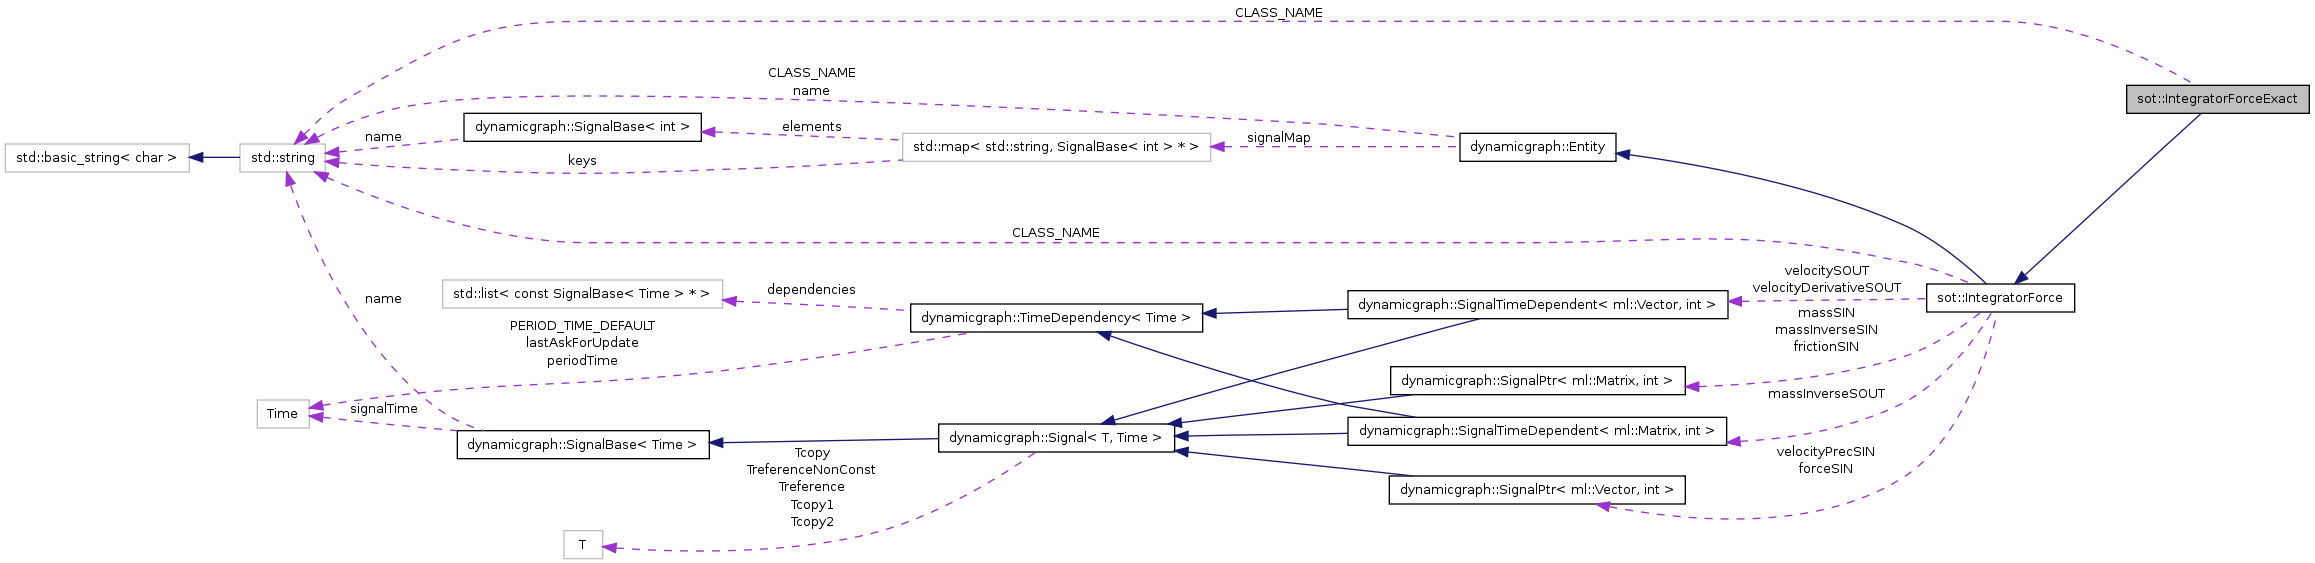 CLASS_NAME
CLASS_NAME
name
sot::IntegratorForceExact
dynamicgraph::SignalBase< int >
elements
name
signalMap
std::basic_string< char >
std::string
keys
std::map< std::string, SignalBase< int > * >
dynamicgraph::Entity
CLASS_NAME
velocitySOUT
velocityDerivativeSOUT
name
std::list< const SignalBase< Time > * >
dependencies
dynamicgraph::SignalTimeDependent< ml::Vector, int >
sot::IntegratorForce
dynamicgraph::TimeDependency< Time >
massSIN
massInverseSIN
frictionSIN
PERIOD_TIME_DEFAULT
lastAskForUpdate
periodTime
dynamicgraph::SignalPtr< ml::Matrix, int >
massInverseSOUT
Time
signalTime
dynamicgraph::SignalBase< Time >
dynamicgraph::Signal< T, Time >
dynamicgraph::SignalTimeDependent< ml::Matrix, int >
velocityPrecSIN
forceSIN
Tcopy
TreferenceNonConst
Treference
Tcopy1
Tcopy2
dynamicgraph::SignalPtr< ml::Vector, int >
T